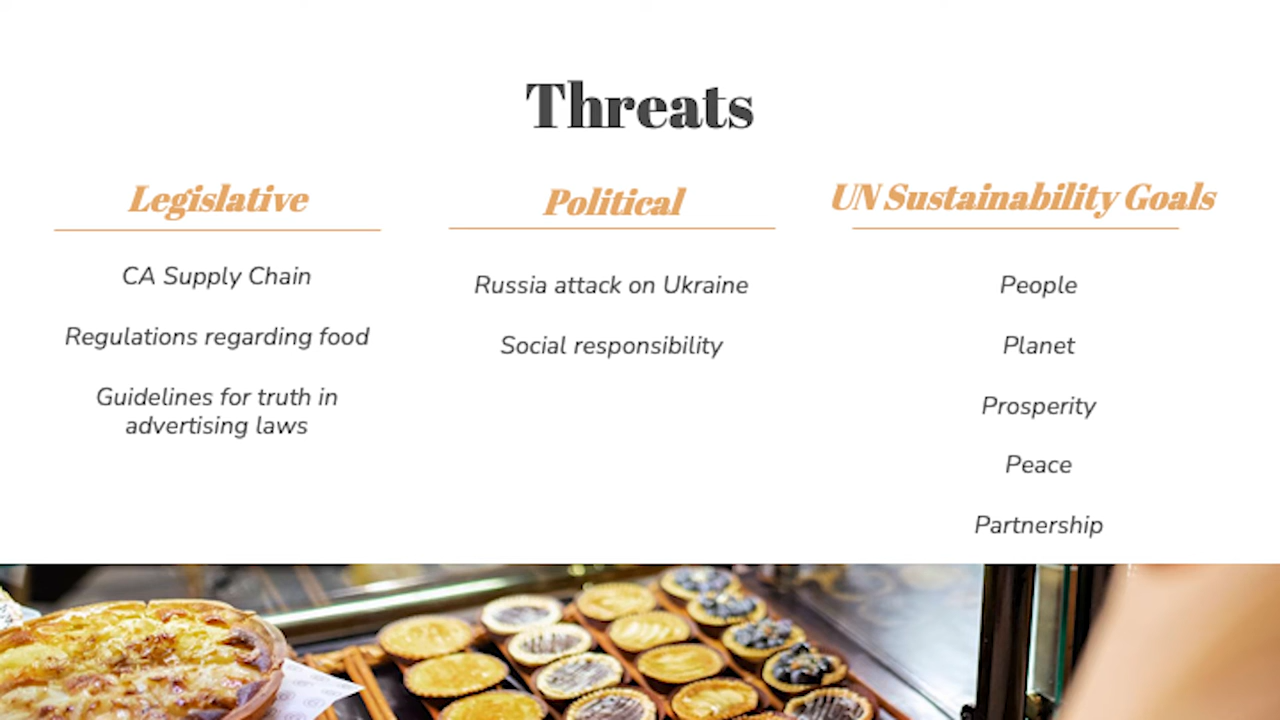 Threats
Legislative
CA Supply Chain
Regulations regarding food
Guidelines for truth in
advertising laws
Political
Russia attack on Ukraine
Social responsibility
UN Sustainability Goals
People
Planet
Prosperity
Peace
Partnership